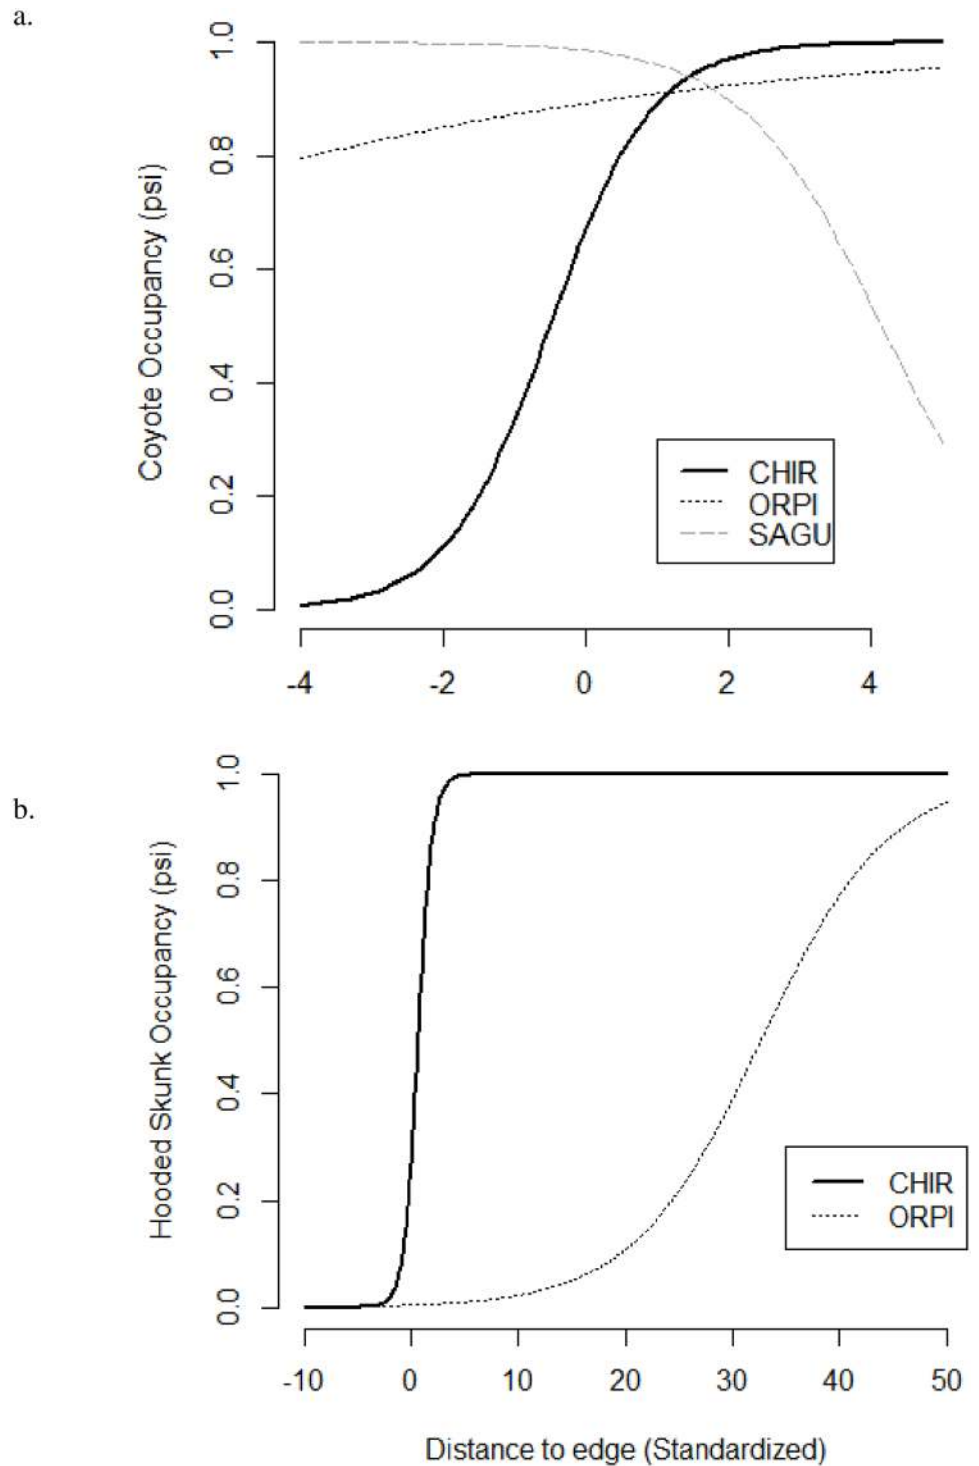 a.
Coyote Occupancy (psi)
1.0
0.8
0.6
0.4
0.2
0.0
CHIR
ORPI
SAGU
-4 -2 0 2 4
b.
Hooded Skunk Occupancy (psi)
1.0
0.8
0.6
0.4
0.2
0.0
CHIR
ORPI
-10 0 10 20 30 40 50
Distance to edge (Standardized)